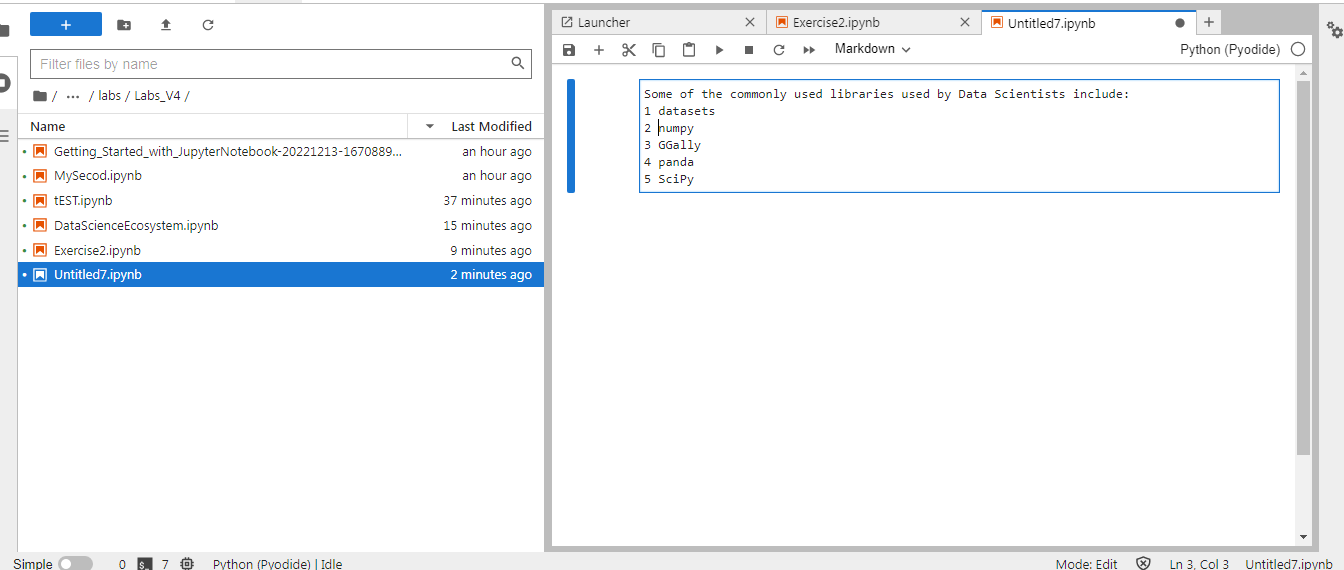 Filter files by name
/ ... / labs / Labs_V4 /
Name Last Modified
Getting_Started_with_JupyterNotebook-20221213-1670889... an hour ago
MySecod.ipynb an hour ago
tEST.ipynb 37 minutes ago
DataScienceEcosystem.ipynb 15 minutes ago
Exercise2.ipynb 9 minutes ago
Untitled7.ipynb 2 minutes ago
Launcher Exercise2.ipynb Untitled7.ipynb
Markdown Python (Pyodide)
Some of the commonly used libraries used by Data Scientists include:
1 datasets
2 numpy
3 GGally
4 panda
5 SciPy
Simple 0 $_ 7 Python (Pyodide) | Idle Mode: Edit Ln 3, Col 3 Untitled7.ipynb